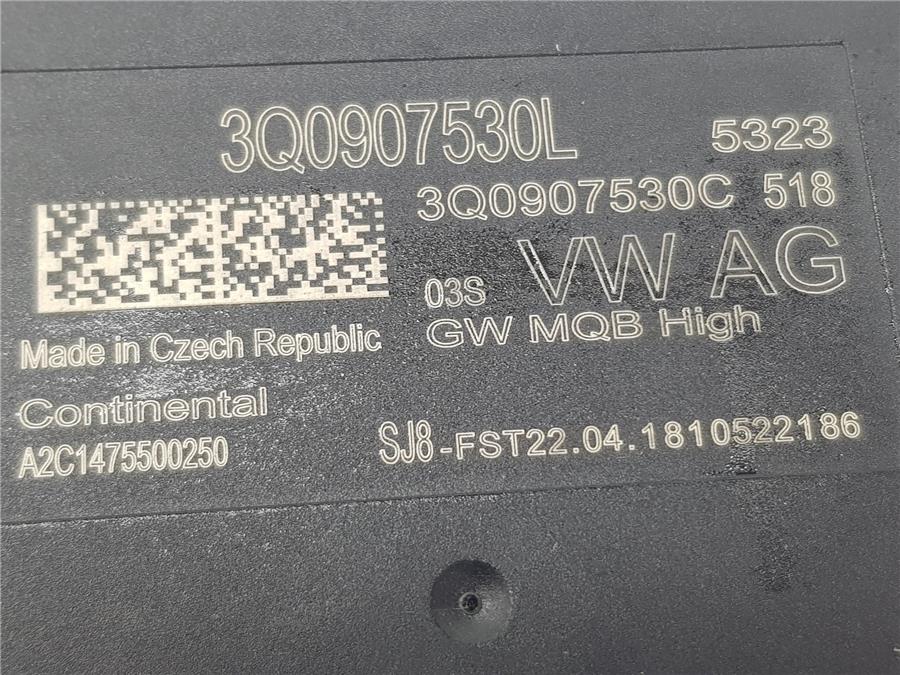 3Q0907530L 5323
3Q0907530C 518
03S VW AG
GW MQB High
Made in Czech Republic
Continental
A2C1475500250
SJ8-FST22.04.1810522186